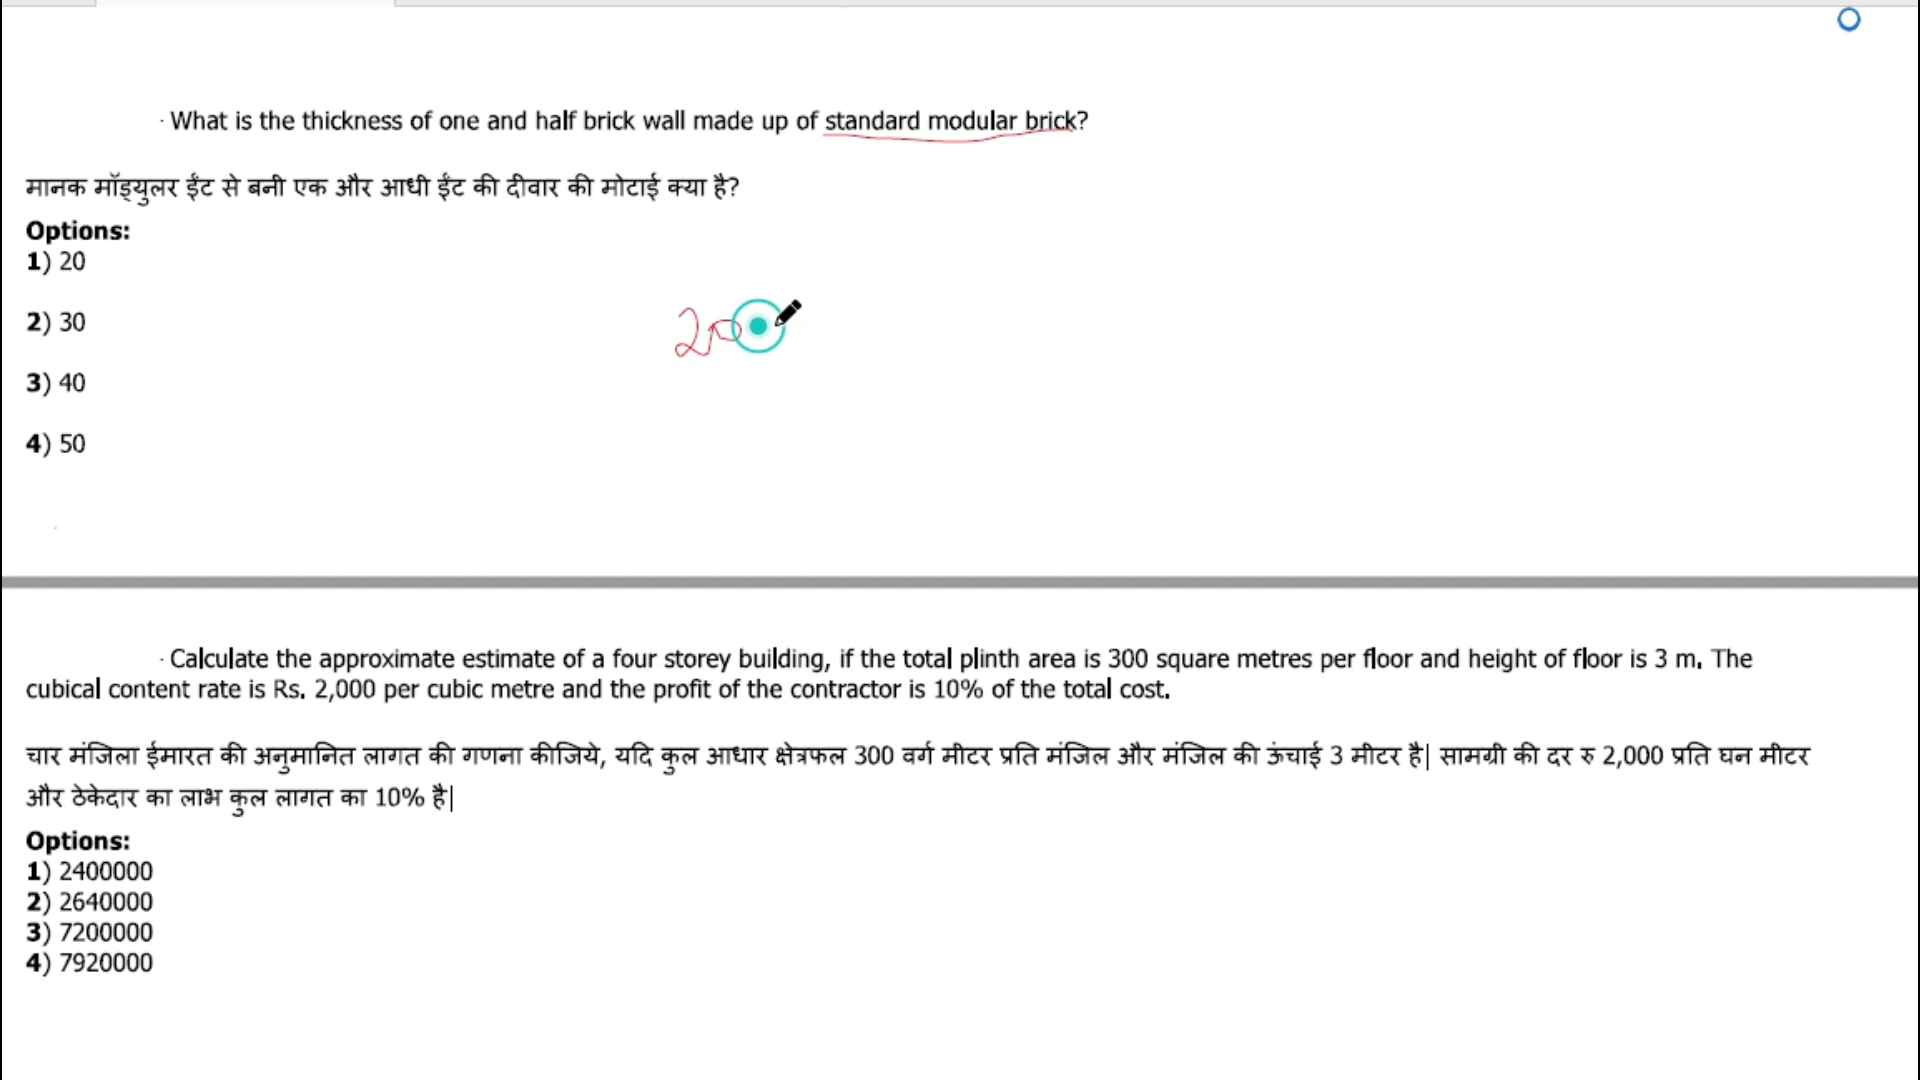 What is the thickness of one and half brick wall made up of standard modular brick?
मानक मॉड्युलर ईंट से बनी एक और आधी ईंट की दीवार की मोटाई क्या है?
Options:
1) 20
2) 30
3) 40
4) 50
20
Calculate the approximate estimate of a four storey building, if the total plinth area is 300 square metres per floor and height of floor is 3 m. The
cubical content rate is Rs. 2,000 per cubic metre and the profit of the contractor is 10% of the total cost.
चार मंजिला ईमारत की अनुमानित लागत की गणना कीजिये, यदि कुल आधार क्षेत्रफल 300 वर्ग मीटर प्रति मंजिल और मंजिल की ऊंचाई 3 मीटर है| सामग्री की दर रु 2,000 प्रति घन मीटर
और ठेकेदार का लाभ कुल लागत का 10% है|
Options:
1) 2400000
2) 2640000
3) 7200000
4) 7920000